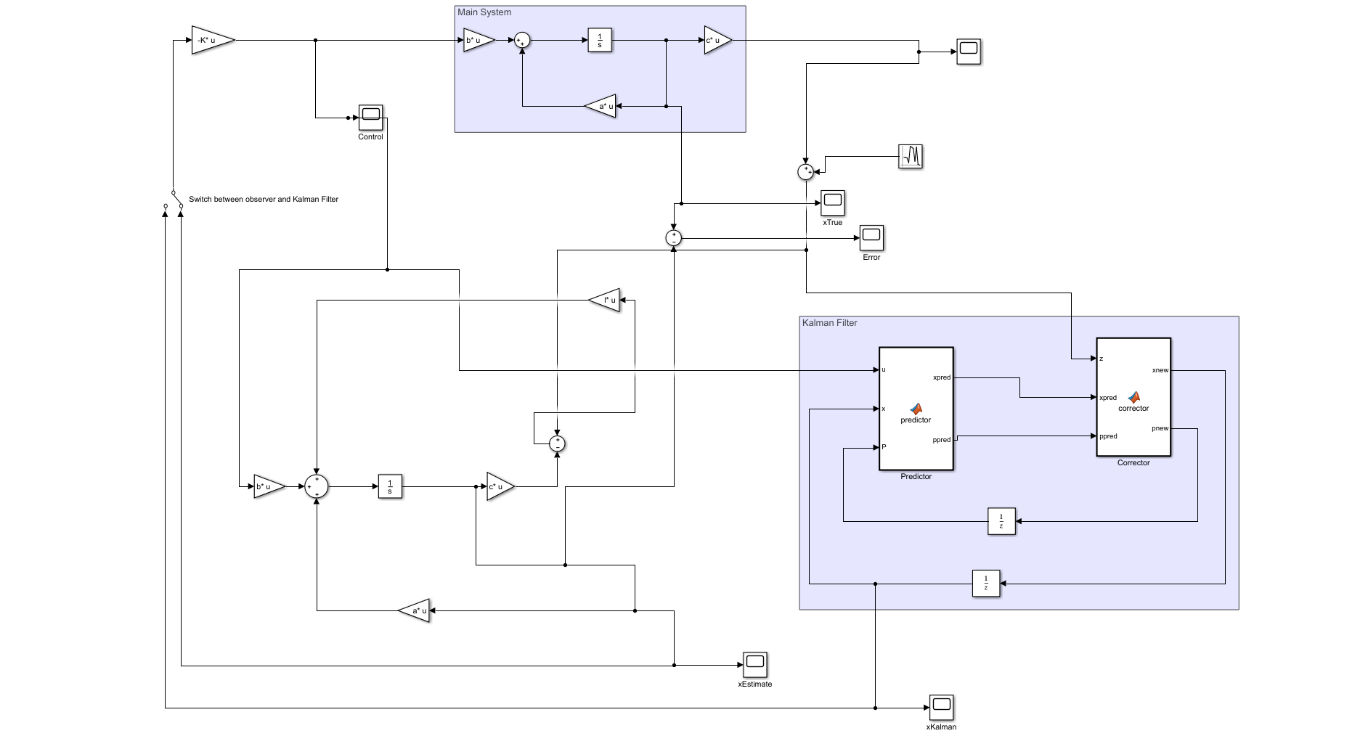 Main System
-K* u
b* u
+
+
1
s
c* u
a* u
Control
+
+
Switch between observer and Kalman Filter
xTrue
+
−
Error
l* u
Kalman Filter
u
x
P
predictor
xpred
ppred
Predictor
z
xpred
ppred
corrector
xnew
pnew
Corrector
+
−
b* u
+
+
+
1
s
c* u
1
z
1
z
a* u
xEstimate
xKalman